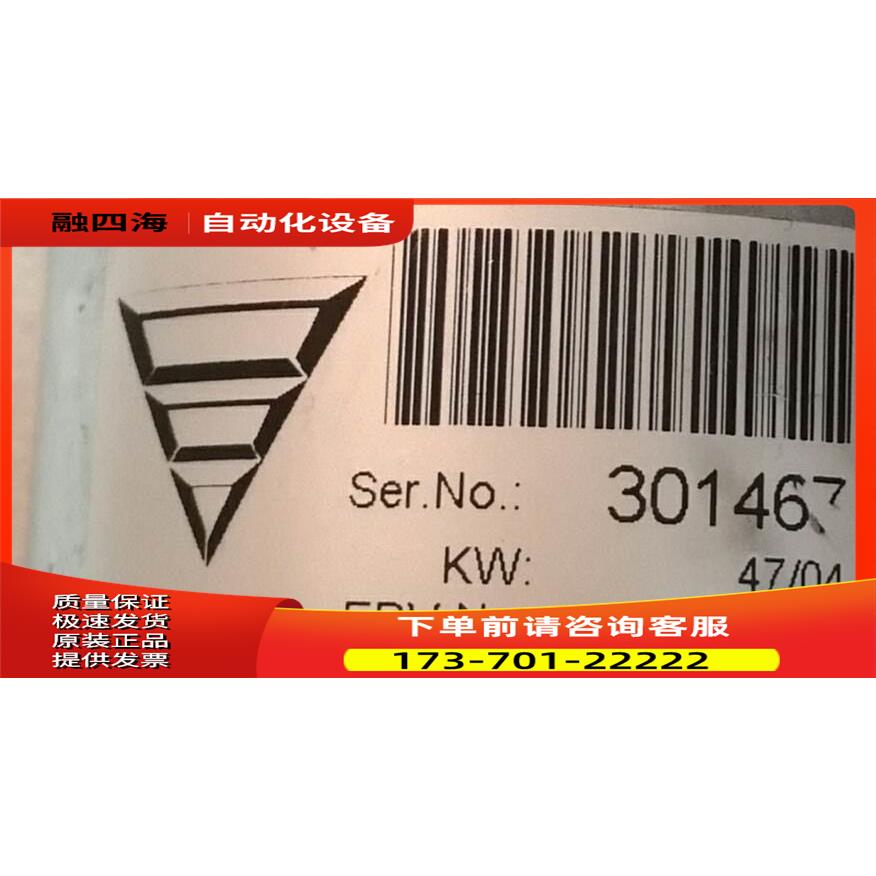 融四海 自动化设备
Ser.No.: 301467
KW: 47/04
质量保证
极速发货
原装正品
提供发票
下单前请咨询客服
173-701-22222